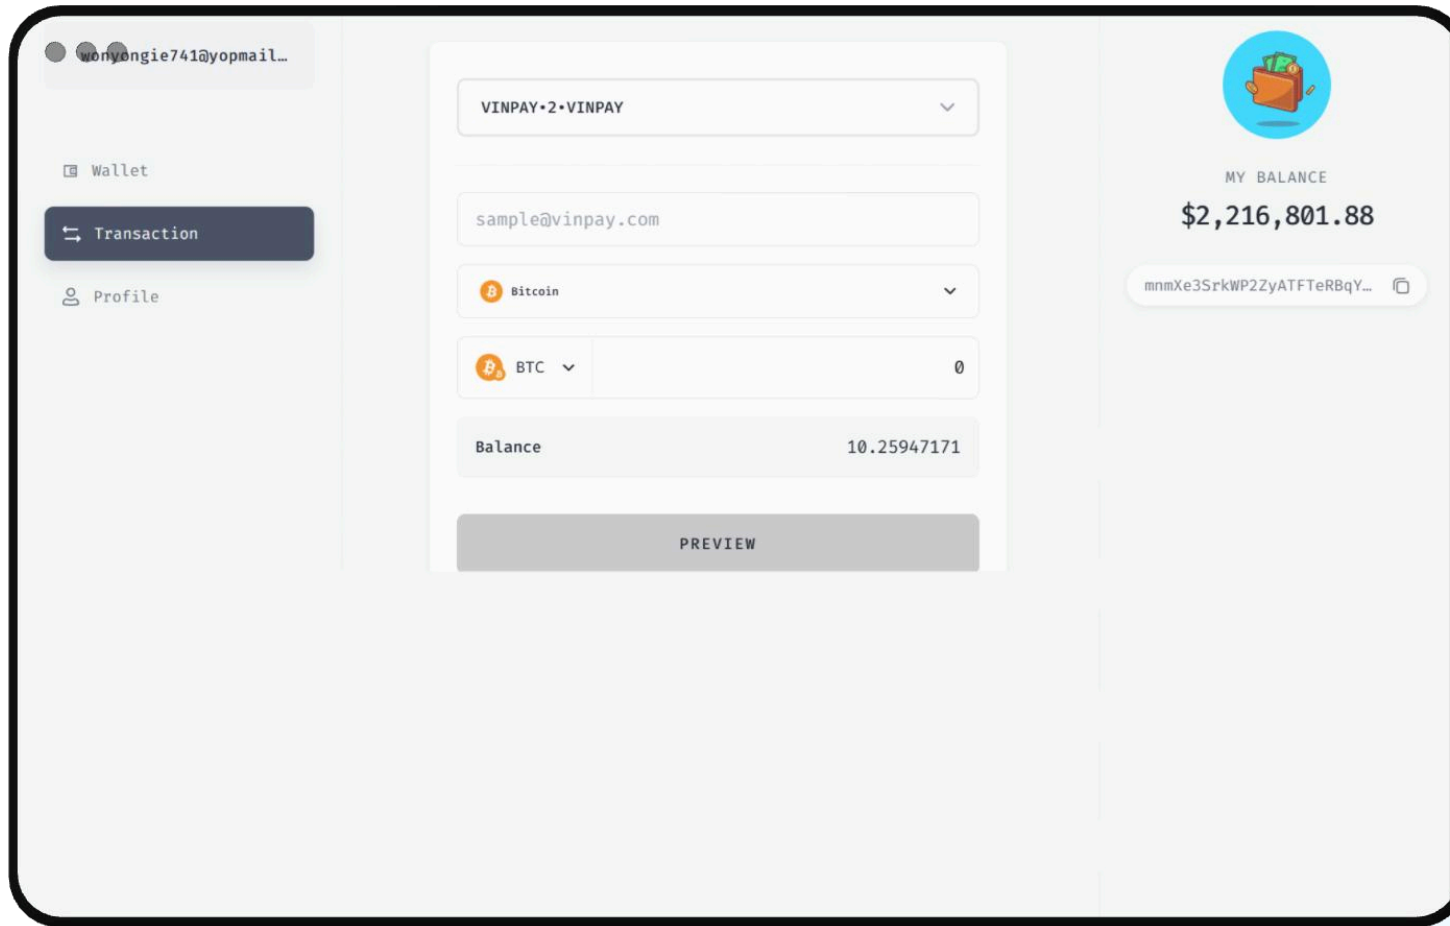 wonyongie741@yopmail…
Wallet
Transaction
Profile
VINPAY•2•VINPAY
sample@vinpay.com
Bitcoin
BTC
0
Balance
10.25947171
PREVIEW
MY BALANCE
$2,216,801.88
mnmXe3SrkWP2ZyATFTeRBqY…